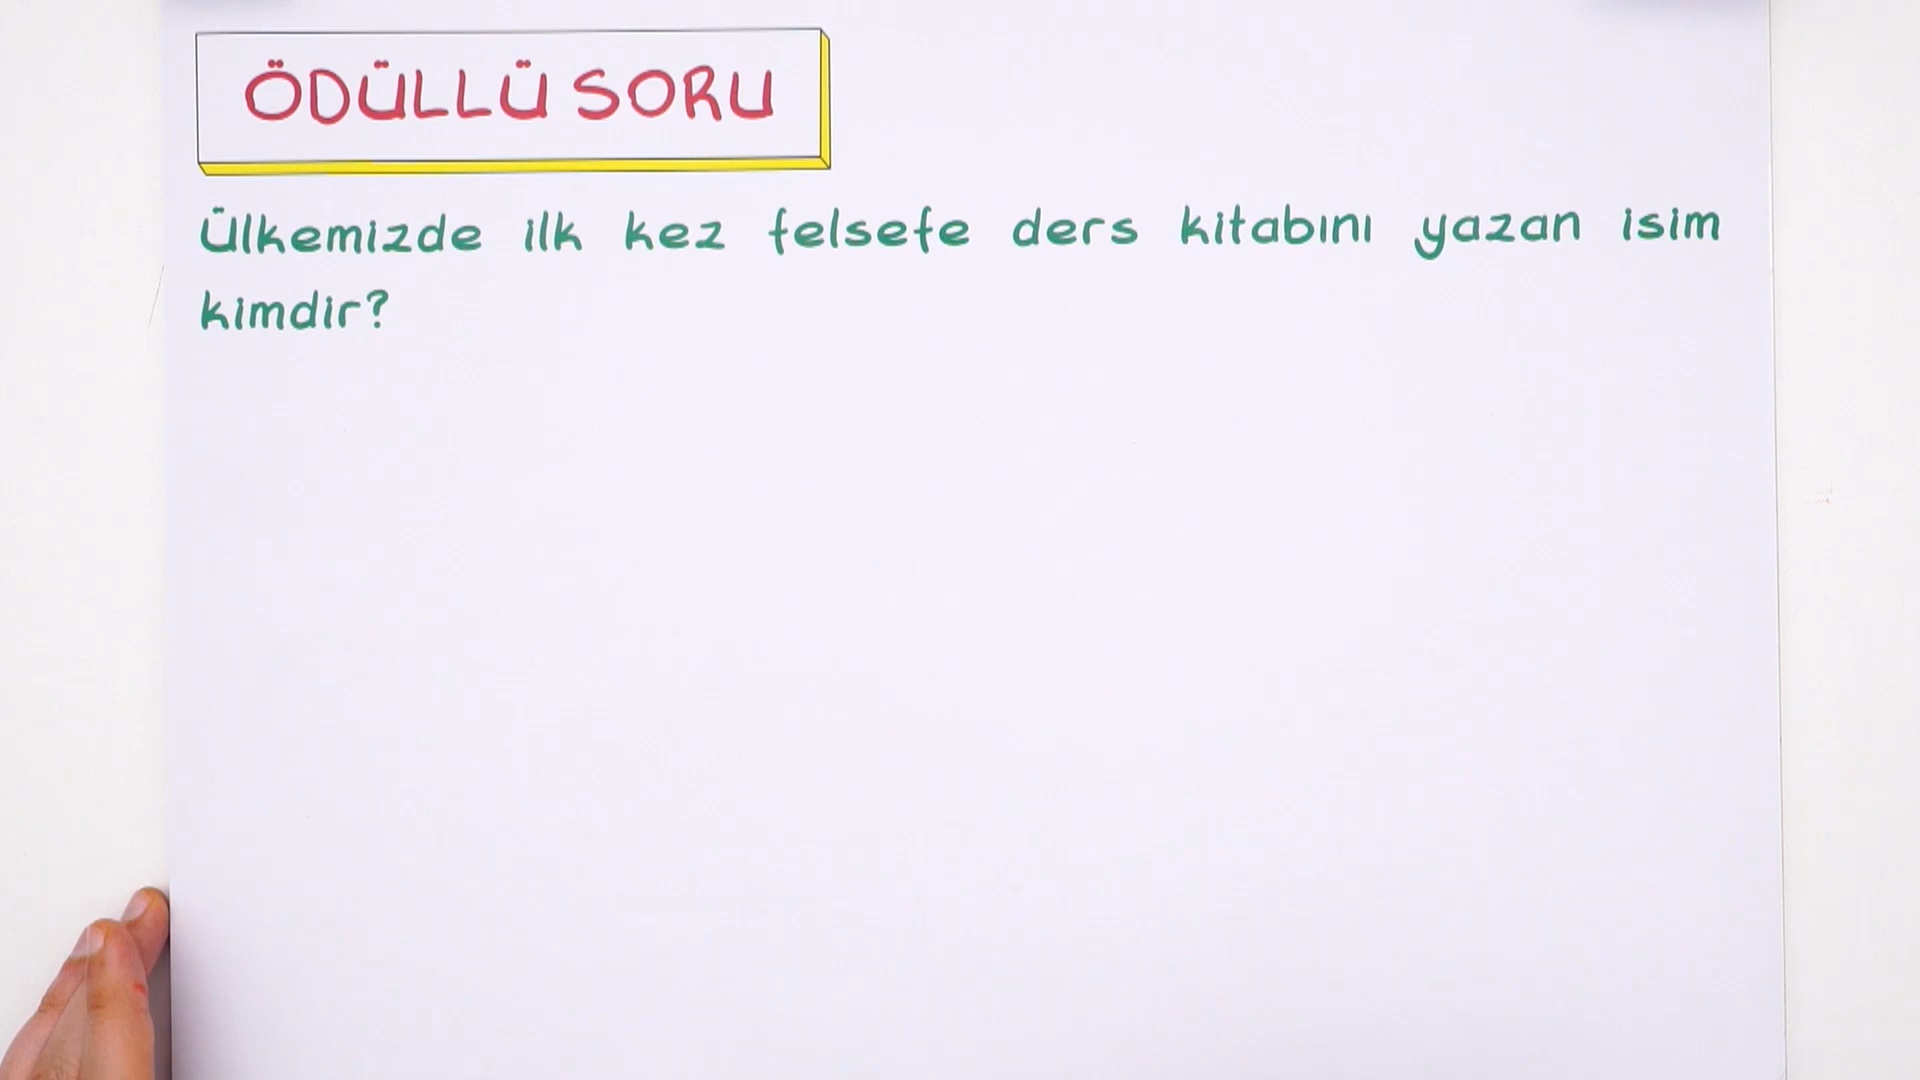 ÖDÜLLÜ SORU
Ülkemizde ilk kez felsefe ders kitabını yazan isim
kimdir?